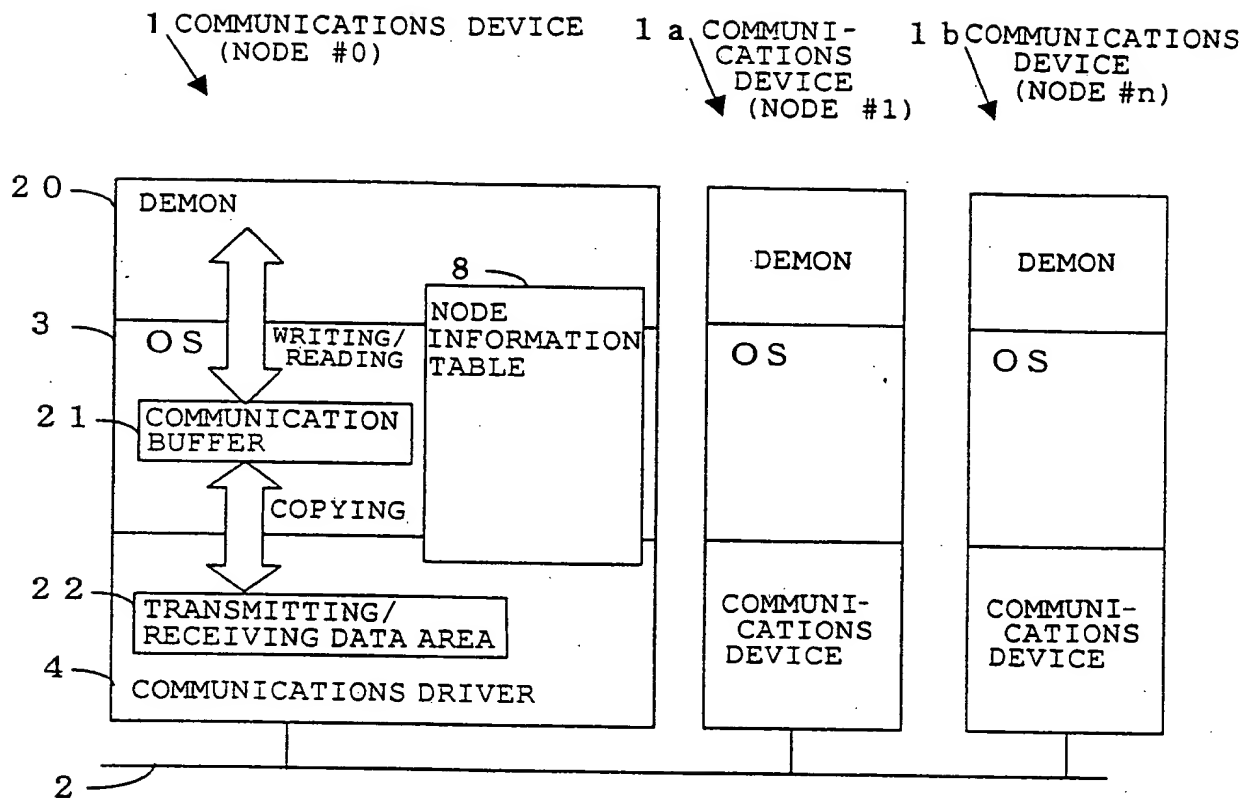 1 COMMUNICATIONS DEVICE
(NODE #0)
1 a COMMUNI-
CATIONS
DEVICE
(NODE #1)
1 b COMMUNICATIONS
DEVICE
(NODE #n)
2 0
DEMON
3
OS
WRITING/
READING
8
NODE
INFORMATION
TABLE
2 1
COMMUNICATION
BUFFER
COPYING
2 2
TRANSMITTING/
RECEIVING DATA AREA
4
COMMUNICATIONS DRIVER
DEMON
OS
COMMUNI-
CATIONS
DEVICE
DEMON
OS
COMMUNI-
CATIONS
DEVICE
2